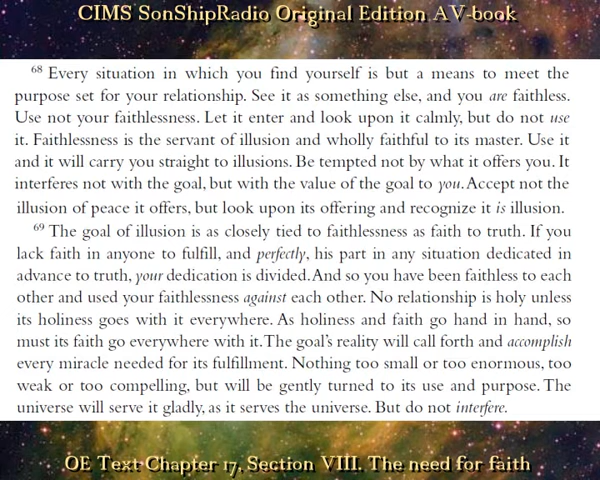 CIMS SonShipRadio Original Edition AV-book
68 Every situation in which you find yourself is but a means to meet the
purpose set for your relationship. See it as something else, and you are faithless.
Use not your faithlessness. Let it enter and look upon it calmly, but do not use
it. Faithlessness is the servant of illusion and wholly faithful to its master. Use it
and it will carry you straight to illusions. Be tempted not by what it offers you. It
interferes not with the goal, but with the value of the goal to you. Accept not the
illusion of peace it offers, but look upon its offering and recognize it is illusion.
69 The goal of illusion is as closely tied to faithlessness as faith to truth. If you
lack faith in anyone to fulfill, and perfectly, his part in any situation dedicated in
advance to truth, your dedication is divided. And so you have been faithless to each
other and used your faithlessness against each other. No relationship is holy unless
its holiness goes with it everywhere. As holiness and faith go hand in hand, so
must its faith go everywhere with it. The goal's reality will call forth and accomplish
every miracle needed for its fulfillment. Nothing too small or too enormous, too
weak or too compelling, but will be gently turned to its use and purpose. The
universe will serve it gladly, as it serves the universe. But do not interfere.
OE Text Chapter 17, Section VIII. The need for faith